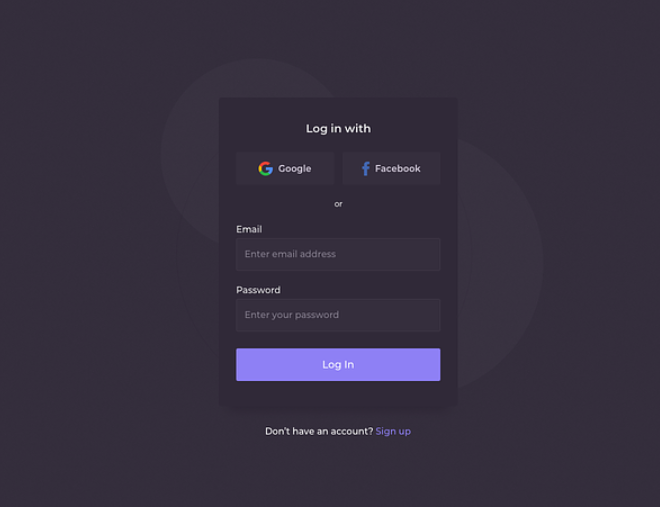 Log in with
Google Facebook
or
Email
Enter email address
Password
Enter your password
Log In
Don't have an account? Sign up